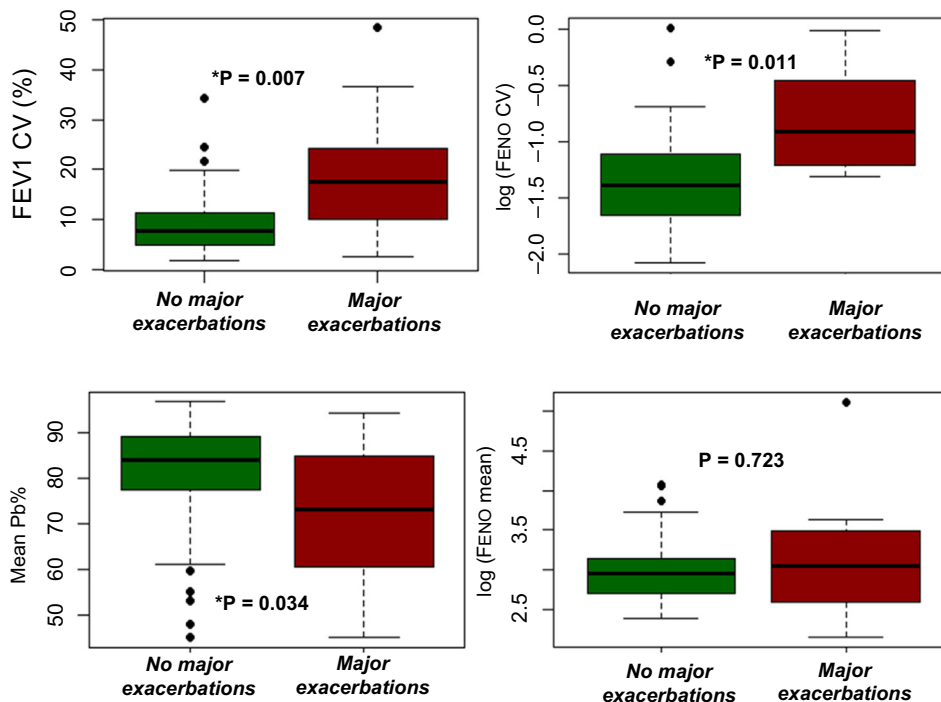 FEV1 CV (%)
50
40
30
20
10
0
*P = 0.007
No major
exacerbations
Major
exacerbations
log (FENO CV)
0.0
−0.5
−1.0
−1.5
−2.0
*P = 0.011
No major
exacerbations
Major
exacerbations
Mean Pb%
90
80
70
60
50
*P = 0.034
No major
exacerbations
Major
exacerbations
log (FENO mean)
4.5
3.5
2.5
P = 0.723
No major
exacerbations
Major
exacerbations